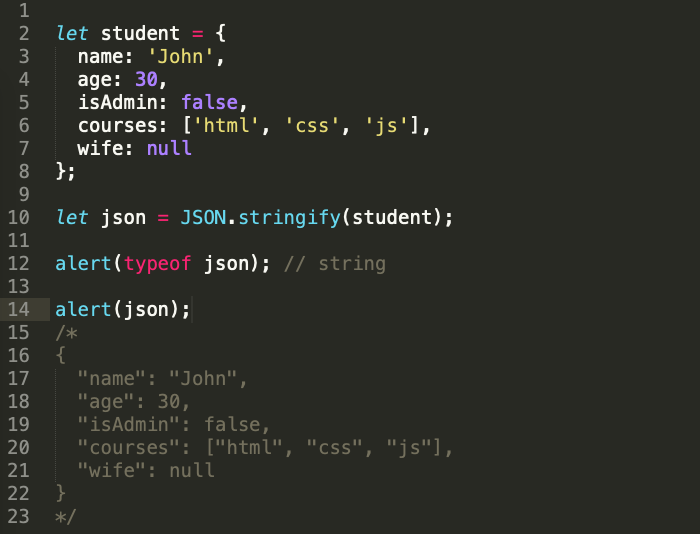 1
2 let student = {
3   name: 'John',
4   age: 30,
5   isAdmin: false,
6   courses: ['html', 'css', 'js'],
7   wife: null
8 };
9
10 let json = JSON.stringify(student);
11
12 alert(typeof json); // string
13
14 alert(json);
15 /*
16 {
17   "name": "John",
18   "age": 30,
19   "isAdmin": false,
20   "courses": ["html", "css", "js"],
21   "wife": null
22 }
23 */